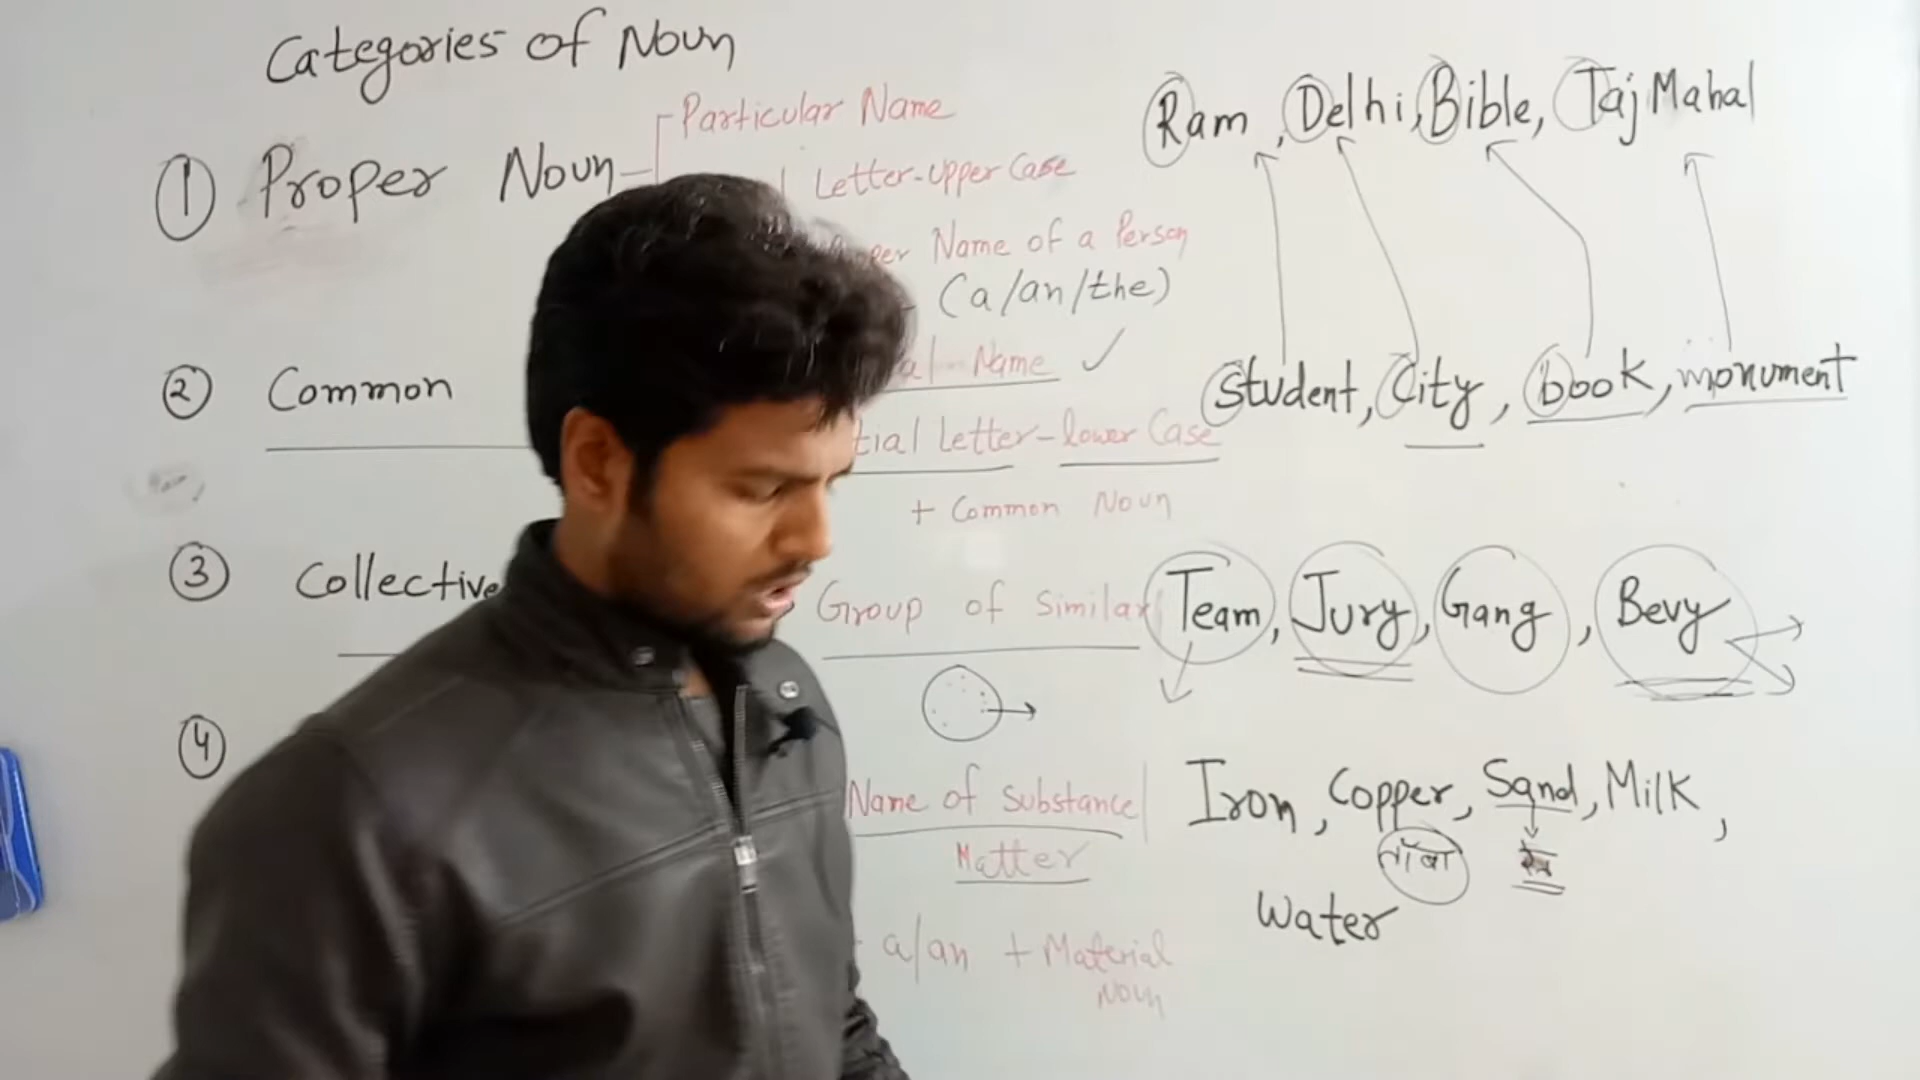 Categories of Noun
① Proper Noun
Particular Name
Letter-Upper Case
Name of a Person
(a/an/the)
Ram, Delhi, Bible, Taj Mahal
② Common
Name ✓
Letter-lower Case
+ Common Noun
Student, City, book, monument
③ Collective
Group of Similar
Team, Jury, Gang, Bevy
④
Name of Substance
Matter
a/an + Material
Noun
Iron, Copper, Sand, Milk,
ताँबा
Water